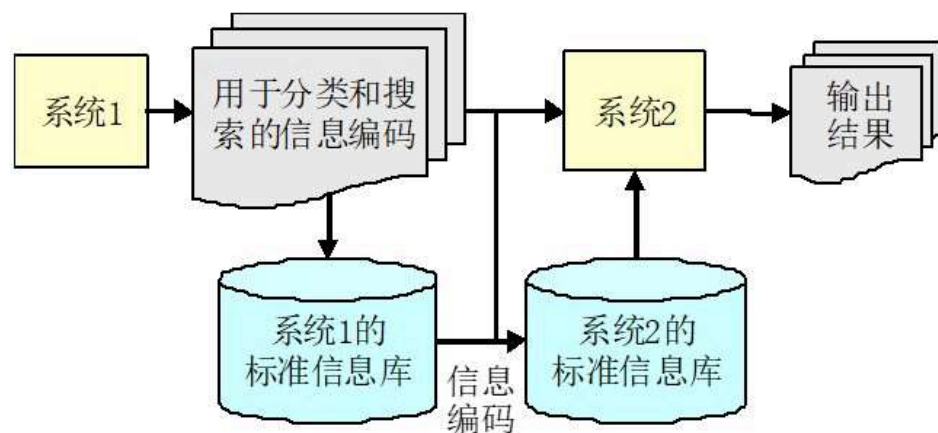 系统1
用于分类和搜
索的信息编码
系统2
输出
结果
系统1的
标准信息库
信息
编码
系统2的
标准信息库